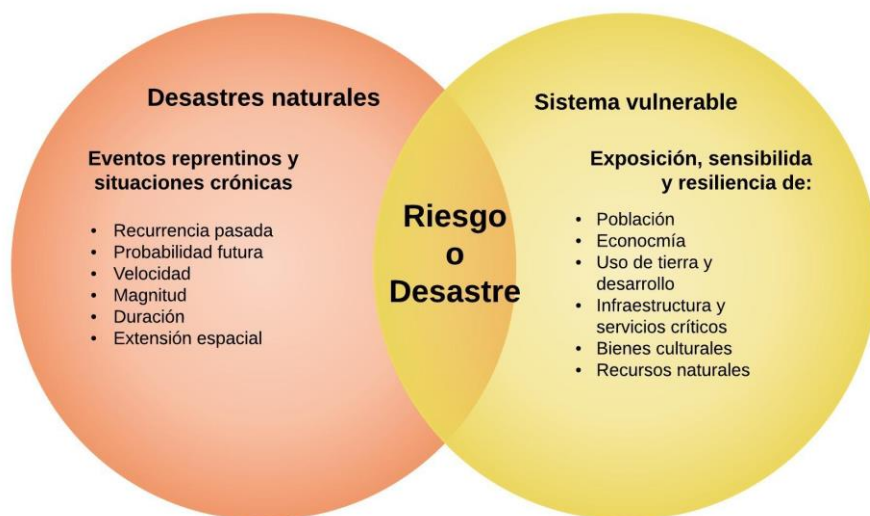 Desastres naturales
Eventos reprentinos y
situaciones crónicas
• Recurrencia pasada
• Probabilidad futura
• Velocidad
• Magnitud
• Duración
• Extensión espacial
Riesgo
o
Desastre
Sistema vulnerable
Exposición, sensibilida
y resiliencia de:
• Población
• Econocmía
• Uso de tierra y
desarrollo
• Infraestructura y
servicios críticos
• Bienes culturales
• Recursos naturales